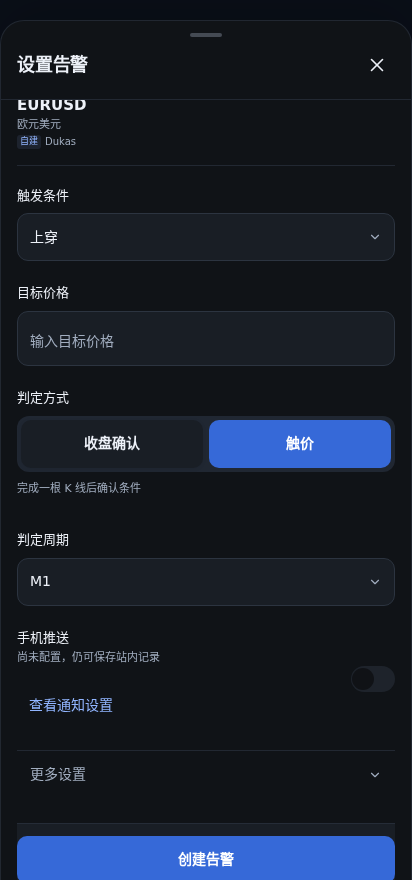 设置告警
EURUSD
欧元美元
自建 Dukas
触发条件
上穿
目标价格
输入目标价格
判定方式
收盘确认
触价
完成一根 K 线后确认条件
判定周期
M1
手机推送
尚未配置，仍可保存站内记录
查看通知设置
更多设置
创建告警